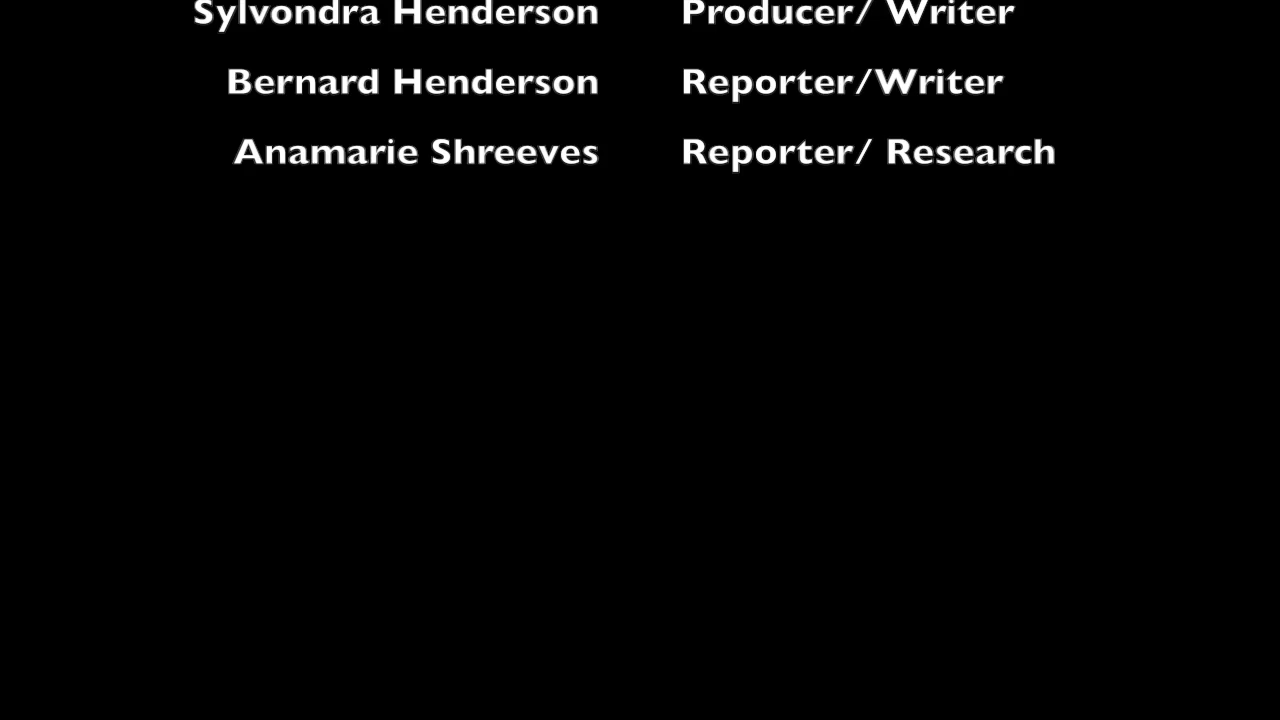 Sylvondra Henderson Producer/ Writer
Bernard Henderson Reporter/Writer
Anamarie Shreeves Reporter/ Research